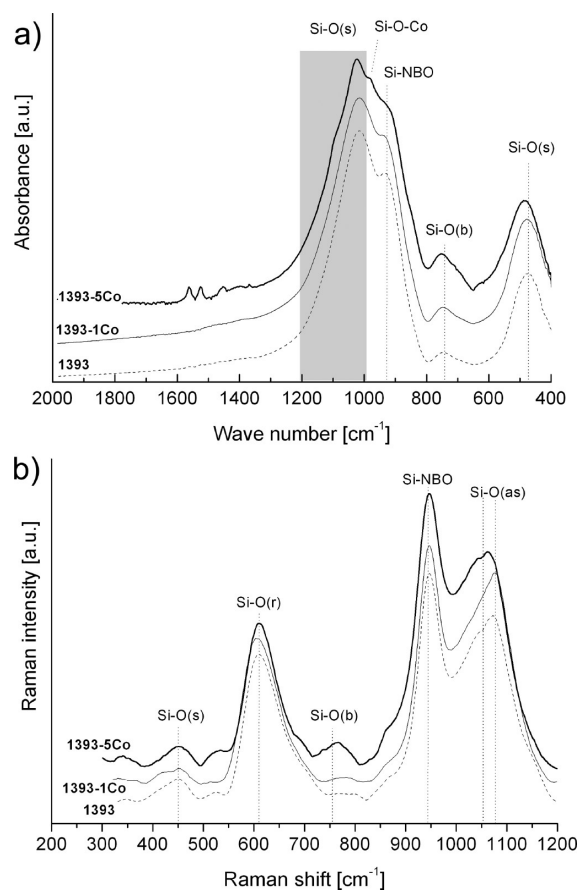 a)
Si-O(s)
Si-O-Co
Si-NBO
Si-O(s)
Si-O(b)
Absorbance [a.u.]
1393-5Co
1393-1Co
1393
2000 1800 1600 1400 1200 1000 800 600 400
Wave number [cm-1]
b)
Si-NBO
Si-O(as)
Si-O(r)
Si-O(s)
Si-O(b)
Raman intensity [a.u.]
1393-5Co
1393-1Co
1393
200 300 400 500 600 700 800 900 1000 1100 1200
Raman shift [cm-1]